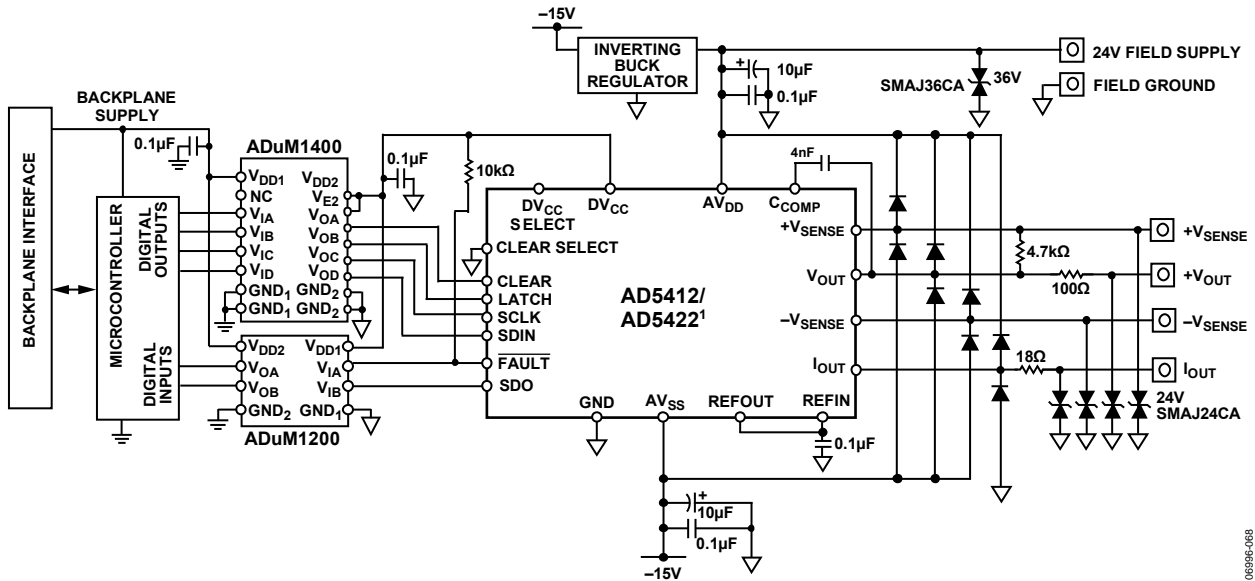 –15V
INVERTING
BUCK
REGULATOR
10µF
0.1µF
SMAJ36CA
36V
24V FIELD SUPPLY
FIELD GROUND
BACKPLANE
SUPPLY
0.1µF
ADuM1400
VDD1
NC
VIA
VIB
VIC
VID
GND1
GND1
VDD2
VE2
VOA
VOB
VOC
VOD
GND2
GND2
0.1µF
10kΩ
BACKPLANE INTERFACE
MICROCONTROLLER
DIGITAL
OUTPUTS
DIGITAL
INPUTS
VDD2
VOA
VOB
GND2
VDD1
VIA
VIB
GND1
ADuM1200
4nF
DVCC
SELECT
DVCC
AVDD
CCOMP
CLEAR SELECT
CLEAR
LATCH
SCLK
SDIN
FAULT
SDO
AD5412/
AD5422¹
+VSENSE
VOUT
–VSENSE
IOUT
GND
AVSS
REFOUT
REFIN
0.1µF
4.7kΩ
100Ω
18Ω
+VSENSE
+VOUT
–VSENSE
IOUT
24V
SMAJ24CA
+
10µF
0.1µF
–15V
06996-068